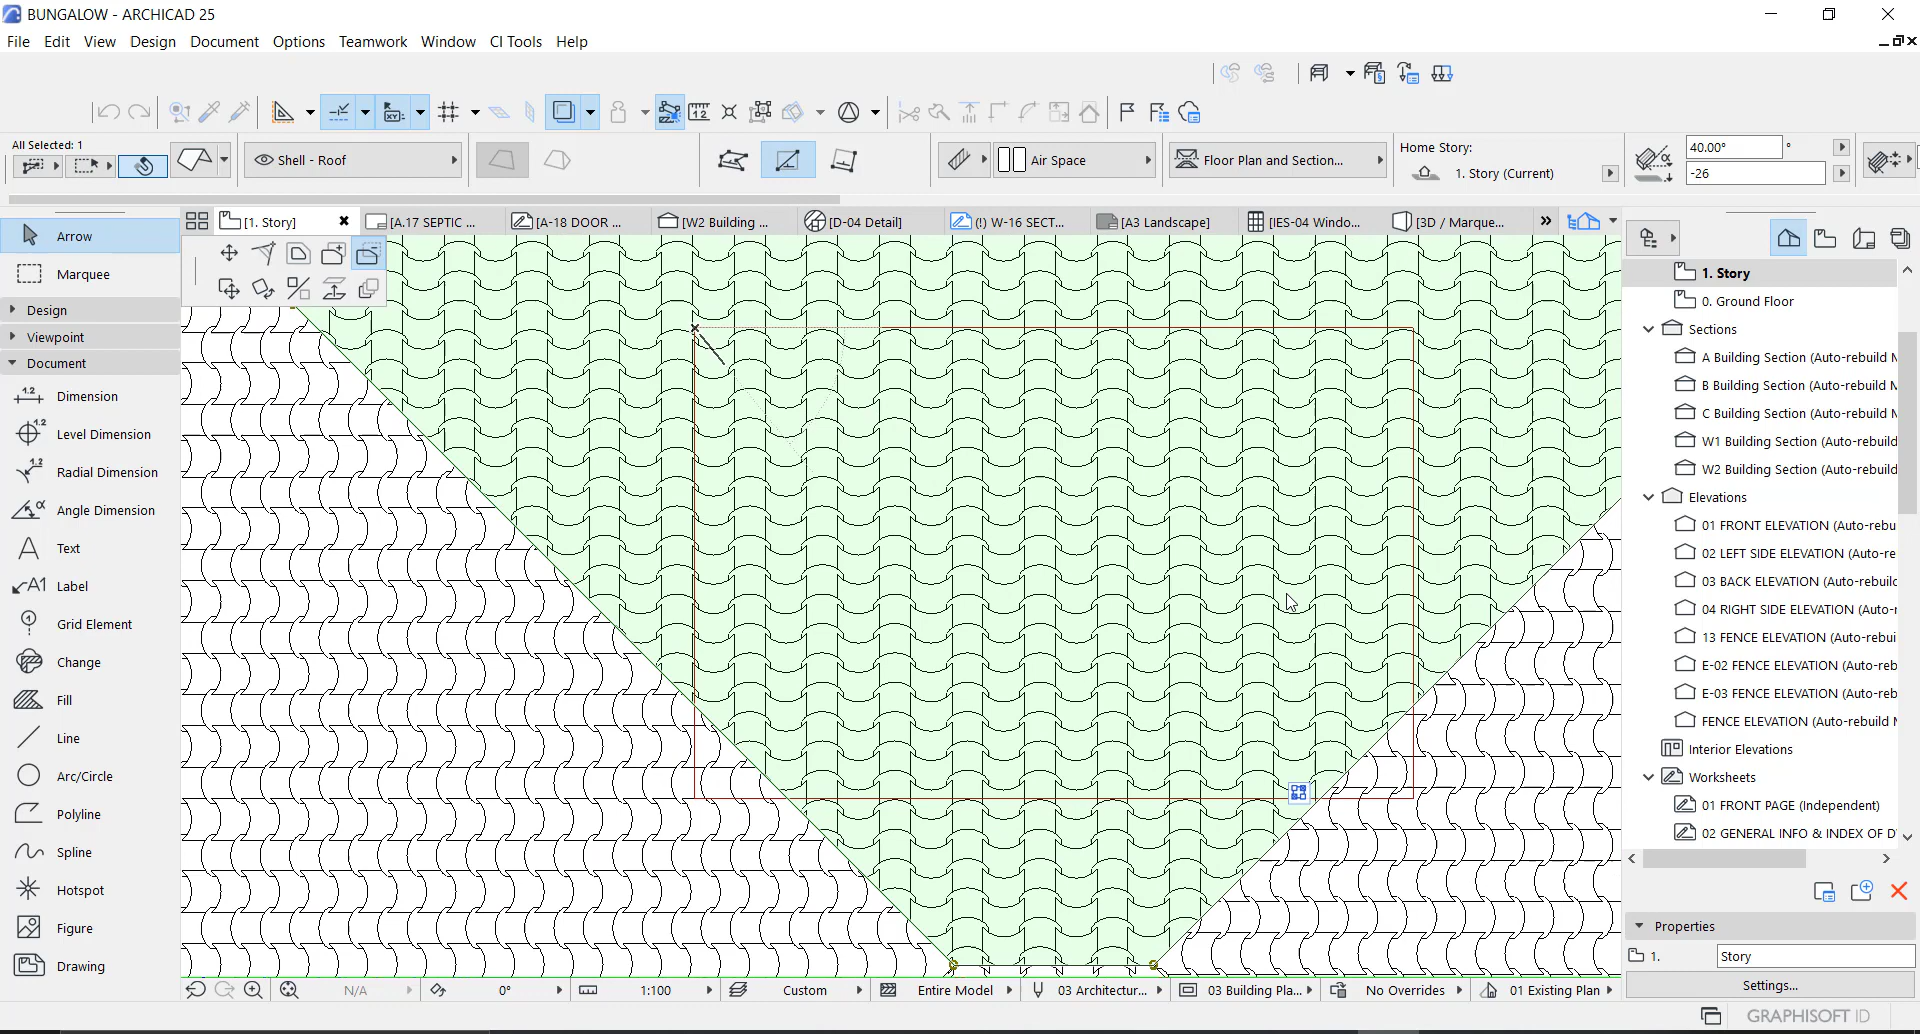 BUNGALOW - ARCHICAD 25
File Edit View Design Document Options Teamwork Window CI Tools Help
All Selected: 1
Shell - Roof
Air Space
Floor Plan and Section...
Home Story:
1. Story (Current)
40.00°
°
-26
[1. Story]
[A.17 SEPTIC ...
[A-18 DOOR ...
[W2 Building ...
[D-04 Detail]
(!) W-16 SECT...
[A3 Landscape]
[IES-04 Windo...
[3D / Marque...
Arrow
Marquee
Design
Viewpoint
Document
Dimension
Level Dimension
Radial Dimension
Angle Dimension
Text
Label
Grid Element
Change
Fill
Line
Arc/Circle
Polyline
Spline
Hotspot
Figure
Drawing
1. Story
0. Ground Floor
Sections
A Building Section (Auto-rebuild M
B Building Section (Auto-rebuild M
C Building Section (Auto-rebuild M
W1 Building Section (Auto-rebuild
W2 Building Section (Auto-rebuild
Elevations
01 FRONT ELEVATION (Auto-rebu
02 LEFT SIDE ELEVATION (Auto-re
03 BACK ELEVATION (Auto-rebuild
04 RIGHT SIDE ELEVATION (Auto-r
13 FENCE ELEVATION (Auto-rebui
E-02 FENCE ELEVATION (Auto-reb
E-03 FENCE ELEVATION (Auto-reb
FENCE ELEVATION (Auto-rebuild M
Interior Elevations
Worksheets
01 FRONT PAGE (Independent)
02 GENERAL INFO & INDEX OF D
Properties
1. Story
Settings...
N/A 0° 1:100 Custom Entire Model 03 Architectur... 03 Building Pla... No Overrides 01 Existing Plan
GRAPHISOFT ID